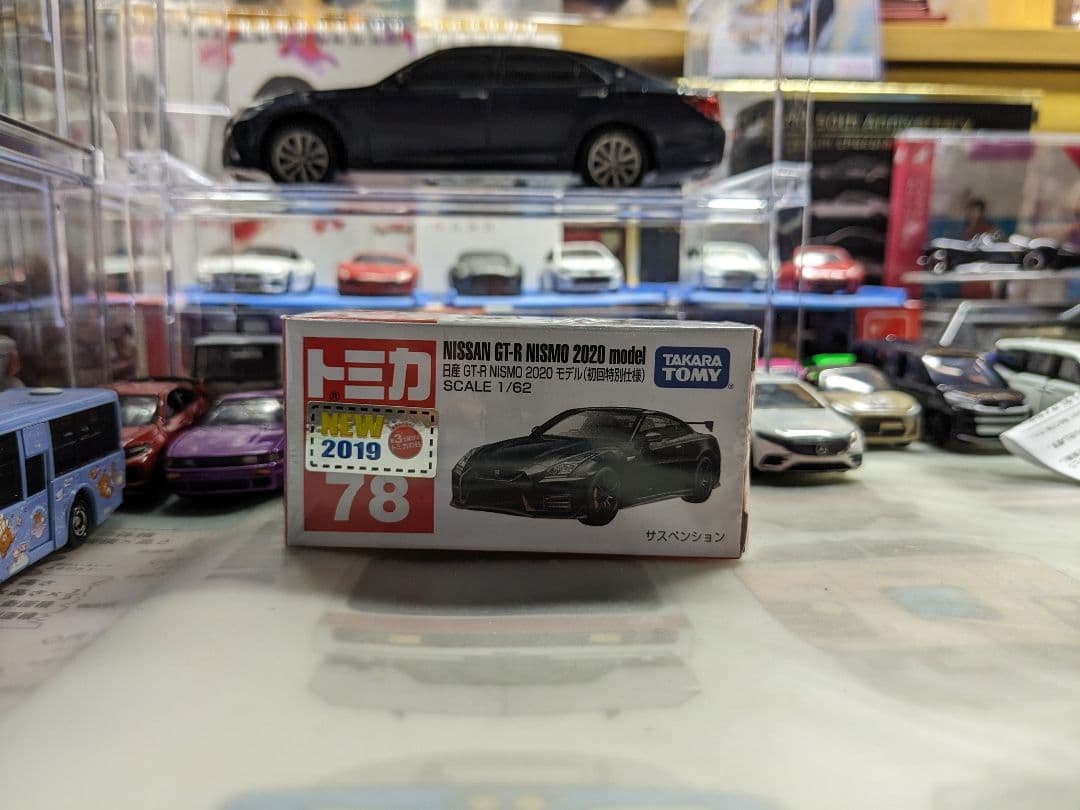 トミカ
NISSAN GT-R NISMO 2020 model
日産 GT-R NISMO 2020 モデル(初回特別仕様)
SCALE 1/62
TAKARA
TOMY
NEW
2019
78
サスペンション